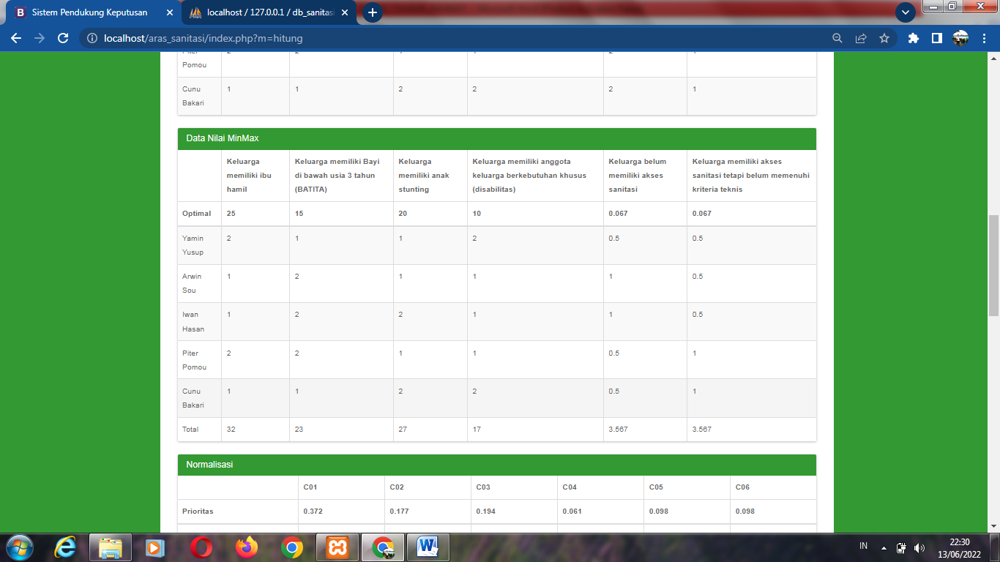 Sistem Pendukung Keputusan
localhost / 127.0.0.1 / db_sanitasi
localhost/aras_sanitasi/index.php?m=hitung
Piter
Pomou
Cunu Bakari 1 1 2 2 2 1
Data Nilai MinMax
Keluarga memiliki ibu hamil
Keluarga memiliki Bayi di bawah usia 3 tahun (BATITA)
Keluarga memiliki anak stunting
Keluarga memiliki anggota keluarga berkebutuhan khusus (disabilitas)
Keluarga belum memiliki akses sanitasi
Keluarga memiliki akses sanitasi tetapi belum memenuhi kriteria teknis
Optimal 25 15 20 10 0.067 0.067
Yamin Yusup 2 1 1 2 0.5 0.5
Arwin Sou 1 2 1 1 1 0.5
Iwan Hasan 1 2 2 1 1 0.5
Piter Pomou 2 2 1 1 0.5 1
Cunu Bakari 1 1 2 2 0.5 1
Total 32 23 27 17 3.567 3.567
Normalisasi
C01 C02 C03 C04 C05 C06
Prioritas 0.372 0.177 0.194 0.061 0.098 0.098
IN
22:30
13/06/2022